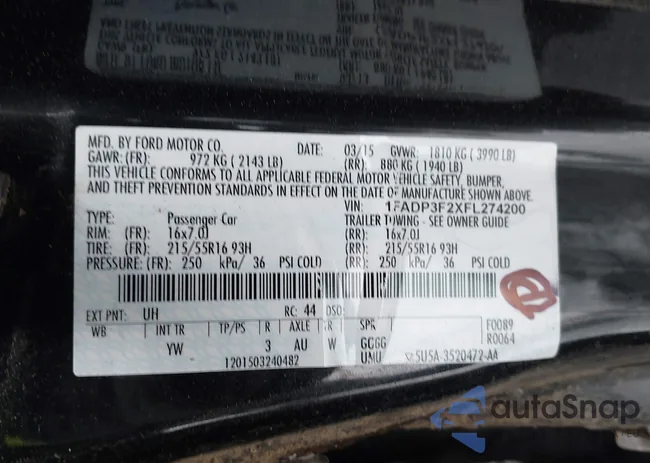 MFD. BY FORD MOTOR CO. DATE: 03/15 GVWR: 1810 KG ( 3990 LB)
GAWR: (FR): 972 KG ( 2143 LB) (RR): 880 KG ( 1940 LB)
THIS VEHICLE CONFORMS TO ALL APPLICABLE FEDERAL MOTOR VEHICLE SAFETY, BUMPER,
AND THEFT PREVENTION STANDARDS IN EFFECT ON THE DATE OF MANUFACTURE SHOWN ABOVE
VIN: 1FADP3F2XFL274200
TYPE: Passenger Car TRAILER TOWING - SEE OWNER GUIDE
RIM: (FR): 16x7.0J (RR): 16x7.0J
TIRE: (FR): 215/55R16 93H (RR): 215/55R16 93H
PRESSURE: (FR): 250 kPa/ 36 PSI COLD (RR): 250 kPa/ 36 PSI COLD
EXT PNT: UH RC: 44 DSO:
WB INT TR TP/PS R AXLE TR SPR F0089
YW 3 AU W GCGG R0064
1201503240482 UMU 5U5A-3520472-AA
autoSnap